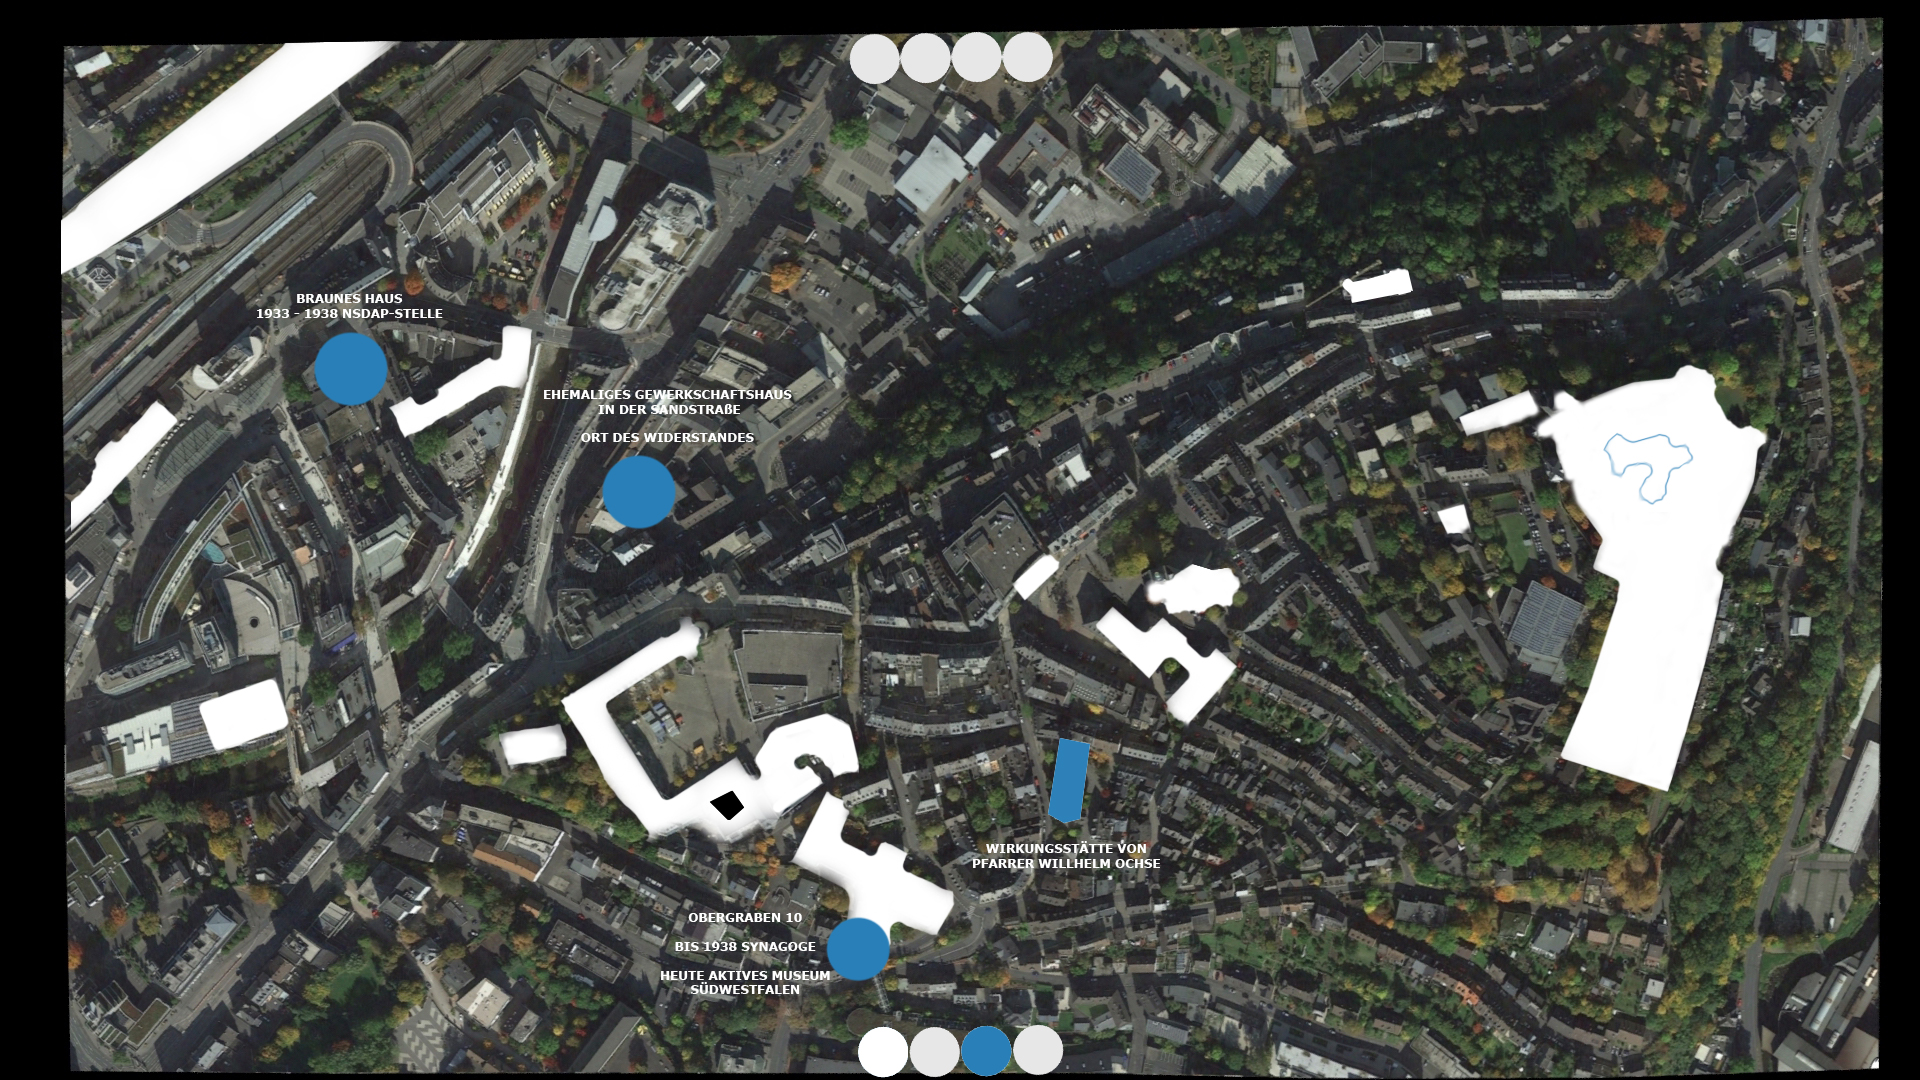 BRAUNES HAUS
1933 - 1938 NSDAP-STELLE
EHEMALIGES GEWERKSCHAFTSHAUS
IN DER SANDSTRAßE
ORT DES WIDERSTANDES
WIRKUNGSSTÄTTE VON
PFARRER WILLHELM OCHSE
OBERGRABEN 10
BIS 1938 SYNAGOGE
HEUTE AKTIVES MUSEUM
SÜDWESTFALEN